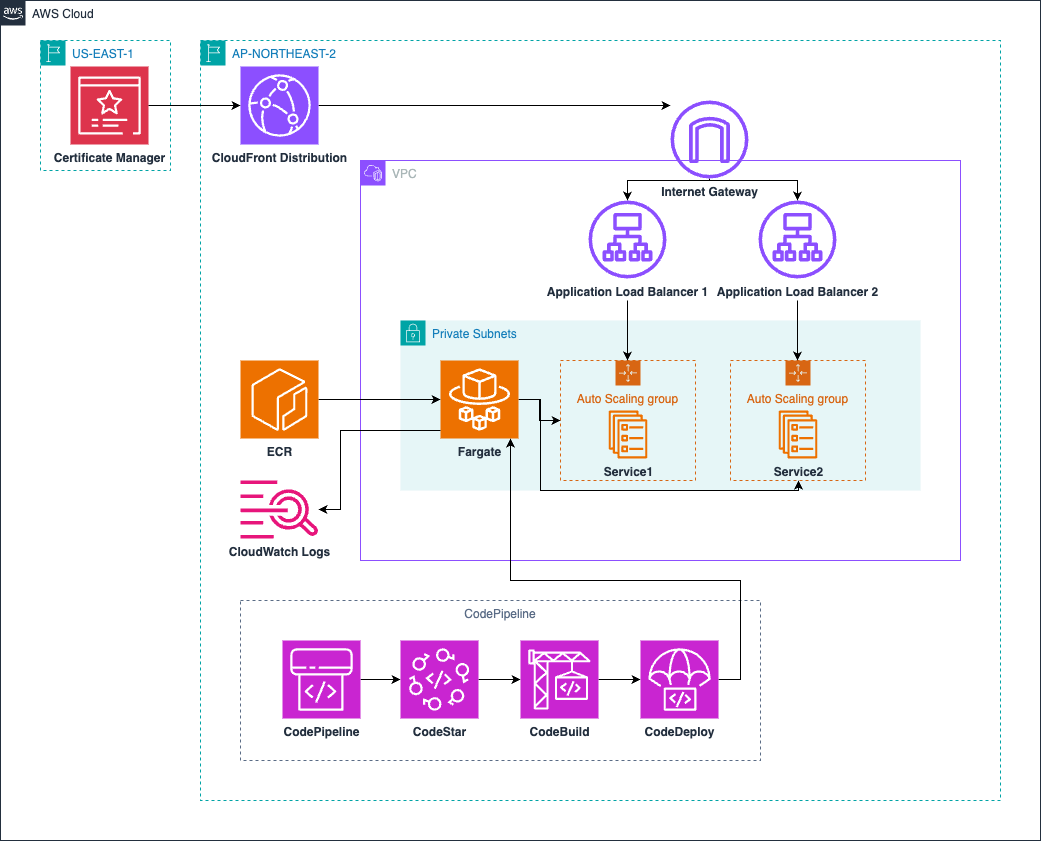 aws
AWS Cloud
US-EAST-1
AP-NORTHEAST-2
Certificate Manager
CloudFront Distribution
VPC
Internet Gateway
Application Load Balancer 1
Application Load Balancer 2
Private Subnets
Auto Scaling group
Auto Scaling group
ECR
Fargate
Service1
Service2
CloudWatch Logs
CodePipeline
</>
</>
</>
</>
CodePipeline
CodeStar
CodeBuild
CodeDeploy